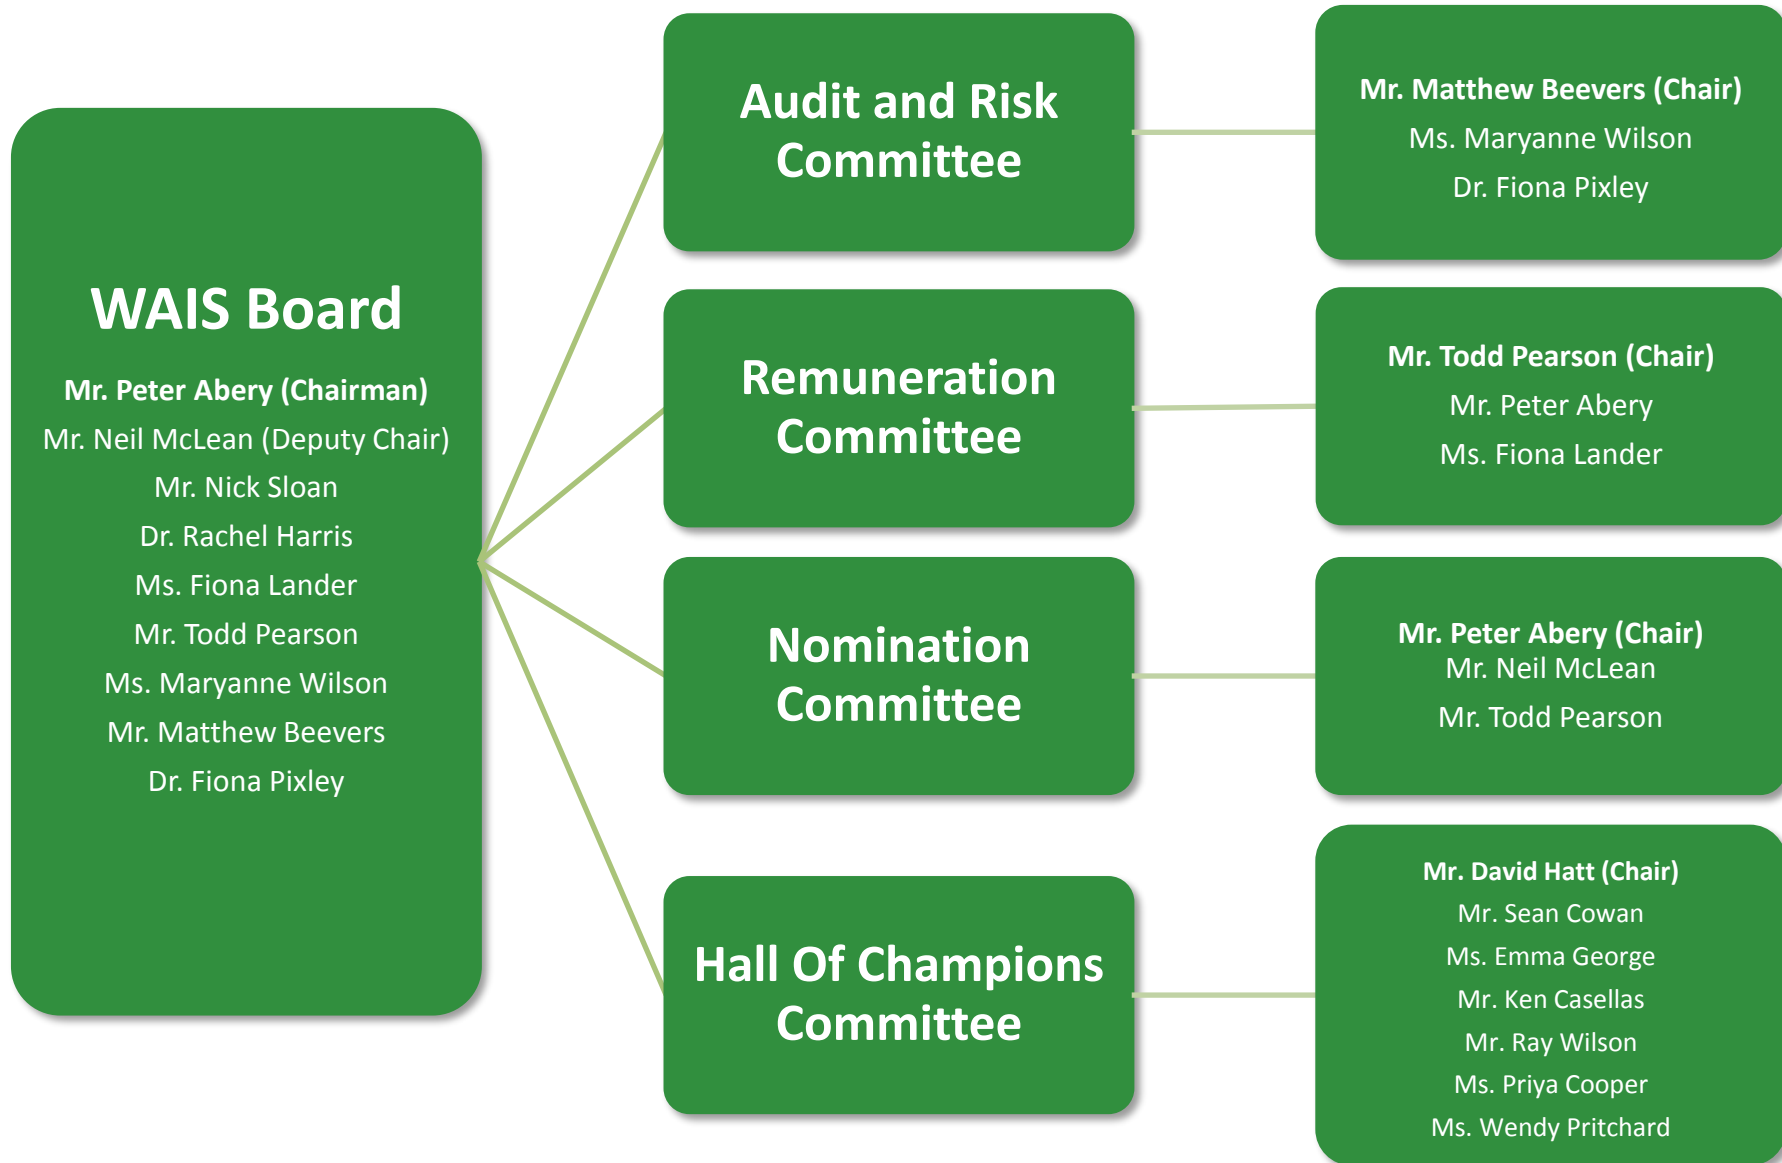 WAIS Board
Mr. Peter Abery (Chairman)
Mr. Neil McLean (Deputy Chair)
Mr. Nick Sloan
Dr. Rachel Harris
Ms. Fiona Lander
Mr. Todd Pearson
Ms. Maryanne Wilson
Mr. Matthew Beevers
Dr. Fiona Pixley
Audit and Risk
Committee
Mr. Matthew Beevers (Chair)
Ms. Maryanne Wilson
Dr. Fiona Pixley
Remuneration
Committee
Mr. Todd Pearson (Chair)
Mr. Peter Abery
Ms. Fiona Lander
Nomination
Committee
Mr. Peter Abery (Chair)
Mr. Neil McLean
Mr. Todd Pearson
Hall Of Champions
Committee
Mr. David Hatt (Chair)
Mr. Sean Cowan
Ms. Emma George
Mr. Ken Casellas
Mr. Ray Wilson
Ms. Priya Cooper
Ms. Wendy Pritchard